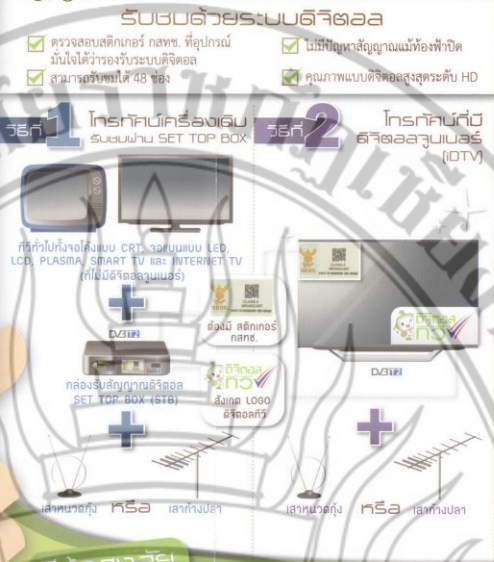 รับชมด้วยระบบดิจิตอล
ตรวจสอบสติกเกอร์ กสทช. ที่อุปกรณ์
มั่นใจได้ว่ารองรับระบบดิจิตอล
สามารถรับชมได้ 48 ช่อง
ไม่มีปัญหาสัญญาณแม้ท้องฟ้าปิด
คุณภาพแบบดิจิตอลสูงสุดระดับ HD
วิธีที่ 1
โทรทัศน์เครื่องเดิม
รับชมผ่าน SET TOP BOX
ทีวีทั่วไปทั้งจอโค้งแบบ CRT, จอแบนแบบ LED,
LCD, PLASMA, SMART TV และ INTERNET TV
(ที่ไม่มีดิจิตอลจูนเนอร์)
DVB T2
กล่องรับสัญญาณดิจิตอล
SET TOP BOX (STB)
ต้องมี สติกเกอร์
กสทช.
ดิจิตอล
ทีวี
สังเกต LOGO
ดิจิตอลทีวี
เสาหนวดกุ้ง หรือ เสาก้างปลา
วิธีที่ 2
โทรทัศน์ที่มี
ดิจิตอลจูนเนอร์
(iDTV)
ดิจิตอล
ทีวี
DVB T2
เสาหนวดกุ้ง หรือ เสาก้างปลา